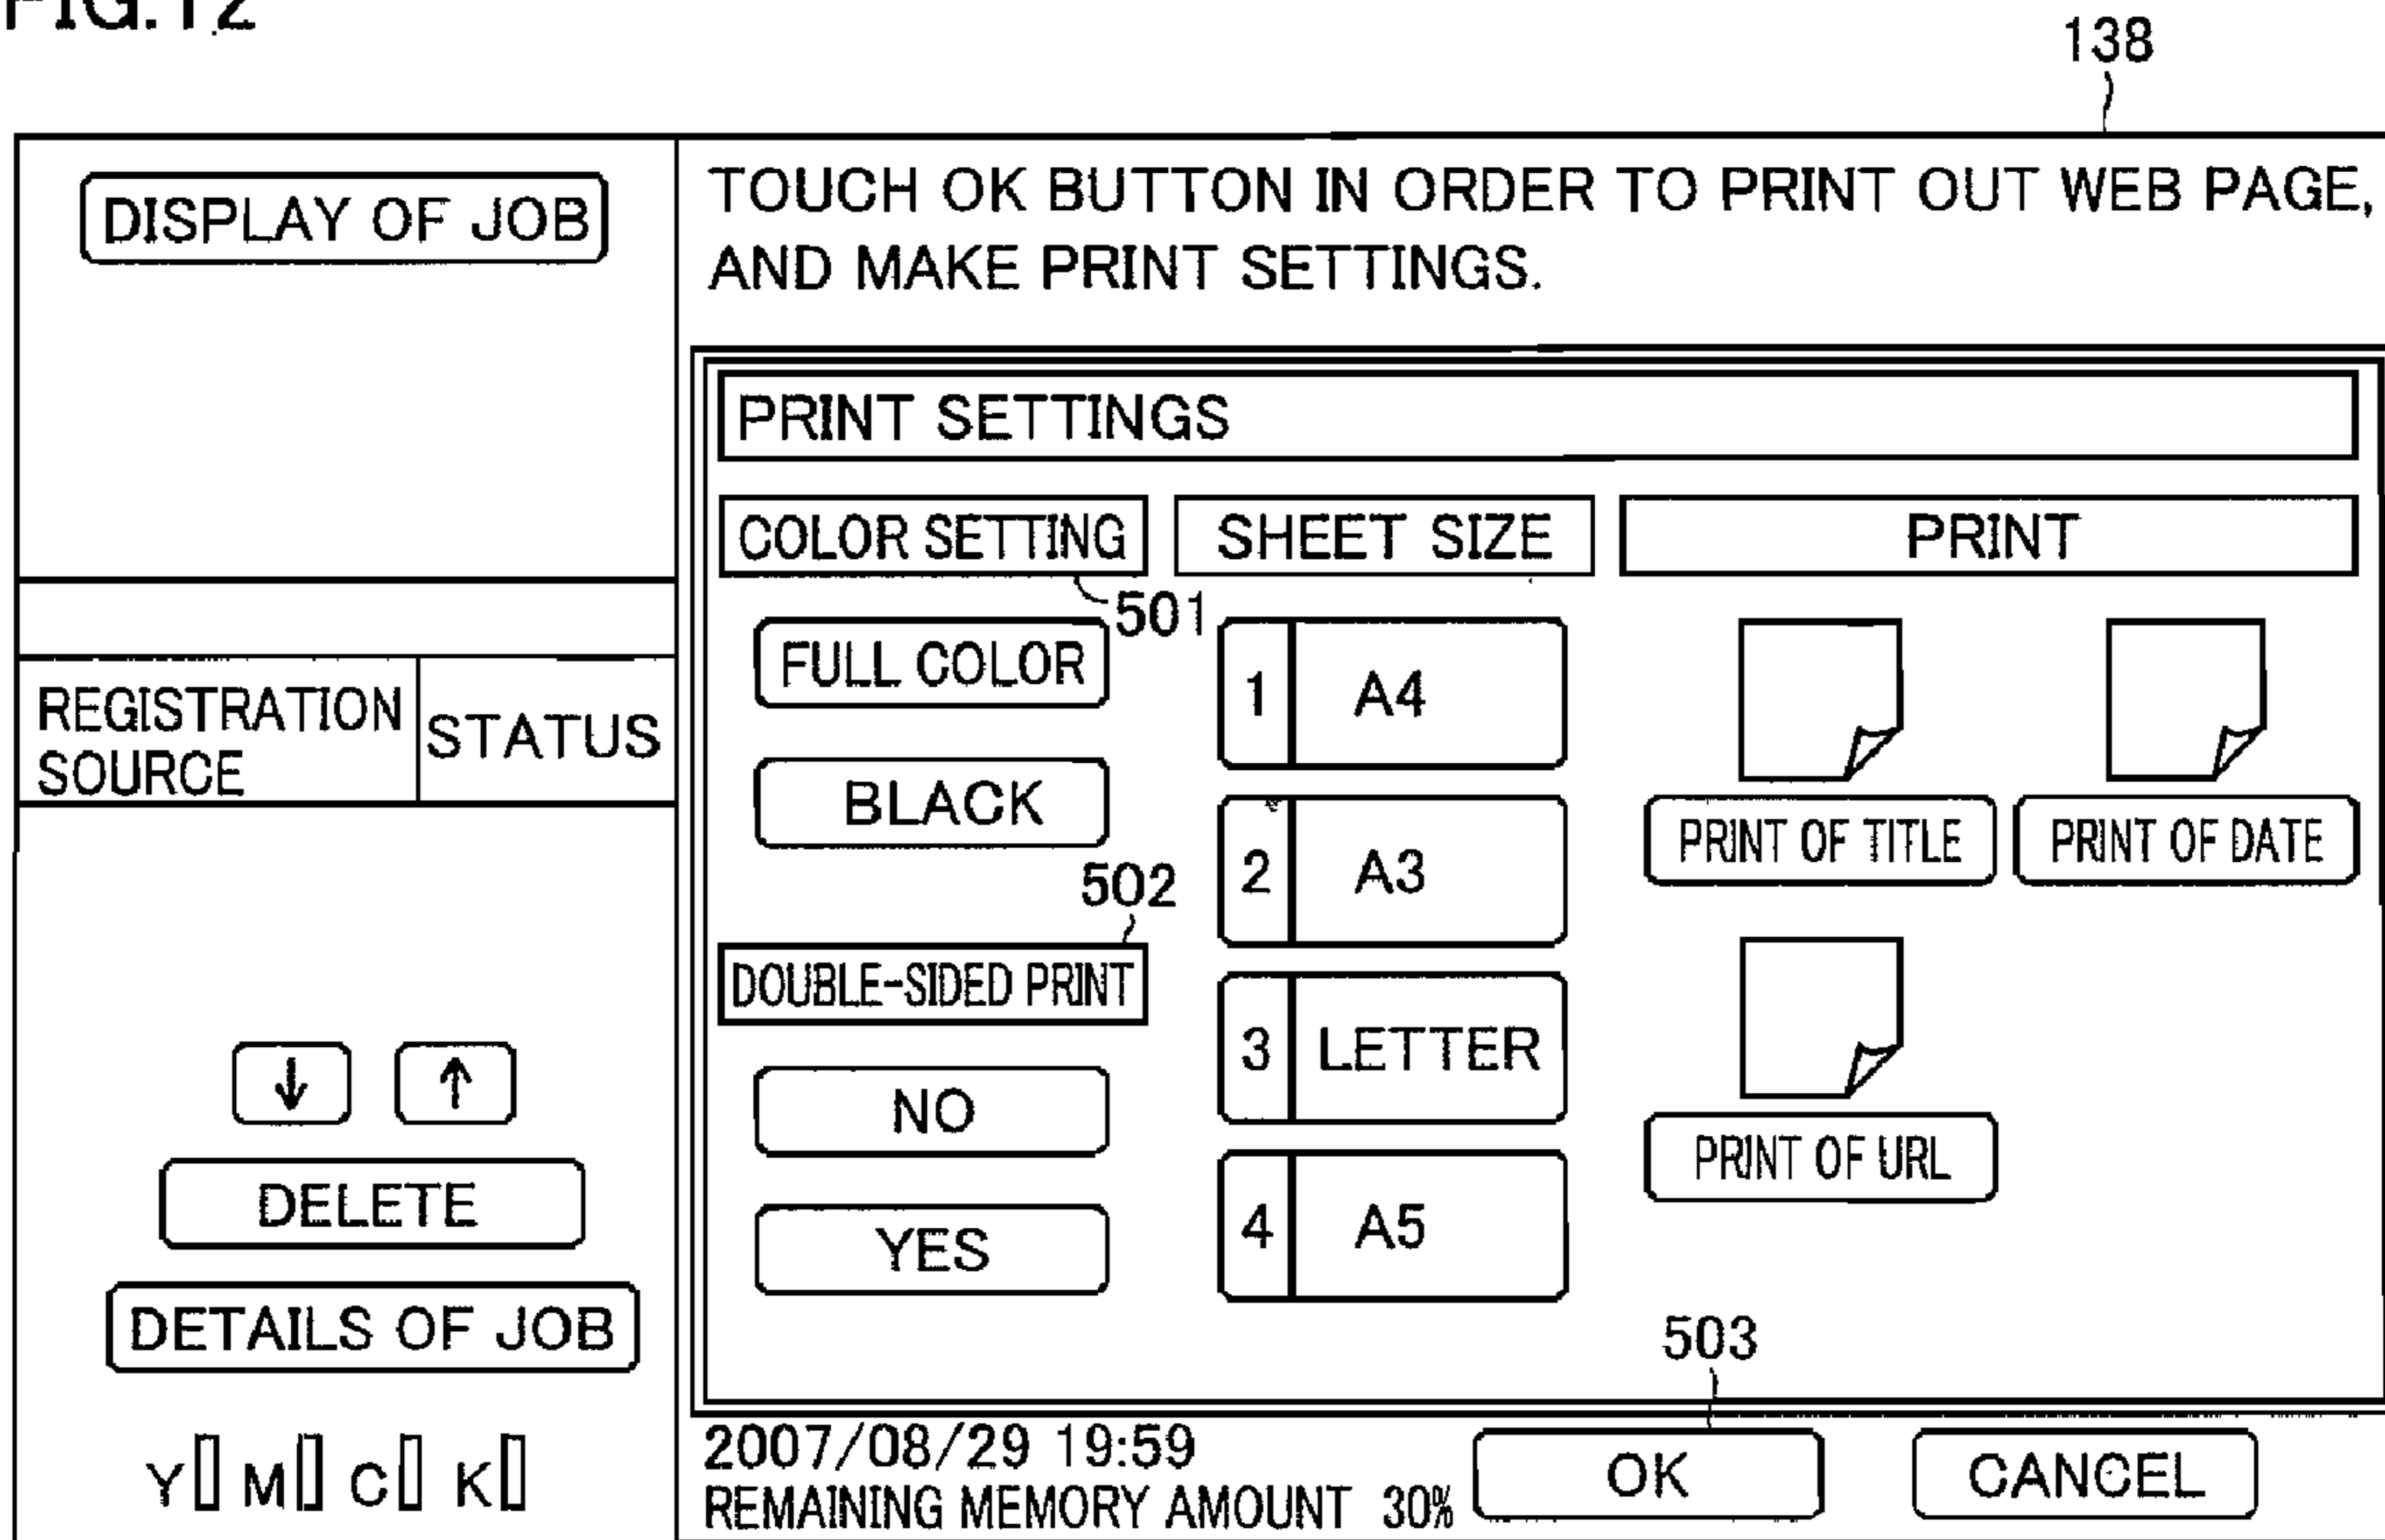 FIG.12
138
DISPLAY OF JOB
REGISTRATION
SOURCE
STATUS
↓ ↑
DELETE
DETAILS OF JOB
Y M C K
TOUCH OK BUTTON IN ORDER TO PRINT OUT WEB PAGE,
AND MAKE PRINT SETTINGS.
PRINT SETTINGS
COLOR SETTING
501
FULL COLOR
BLACK
502
DOUBLE-SIDED PRINT
NO
YES
SHEET SIZE
1 A4
2 A3
3 LETTER
4 A5
PRINT
PRINT OF TITLE
PRINT OF DATE
PRINT OF URL
503
2007/08/29 19:59
REMAINING MEMORY AMOUNT 30%
OK
CANCEL